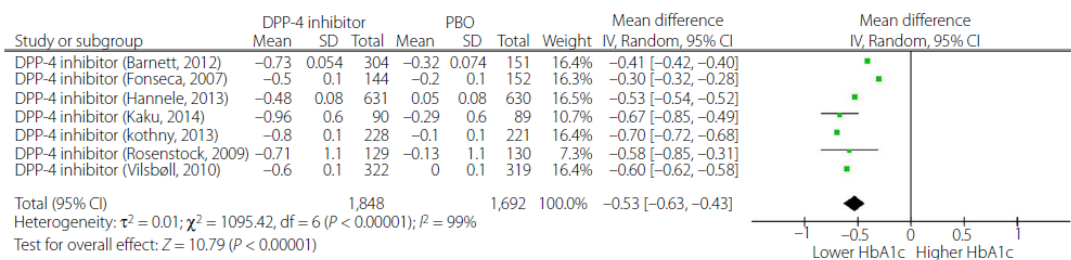 DPP-4 inhibitor PBO Mean difference Mean difference
Study or subgroup Mean SD Total Mean SD Total Weight IV, Random, 95% CI IV, Random, 95% CI
DPP-4 inhibitor (Barnett, 2012) −0.73 0.054 304 −0.32 0.074 151 16.4% −0.41 [−0.42, −0.40]
DPP-4 inhibitor (Fonseca, 2007) −0.5 0.1 144 −0.2 0.1 152 16.3% −0.30 [−0.32, −0.28]
DPP-4 inhibitor (Hannele, 2013) −0.48 0.08 631 0.05 0.08 630 16.5% −0.53 [−0.54, −0.52]
DPP-4 inhibitor (Kaku, 2014) −0.96 0.6 90 −0.29 0.6 89 10.7% −0.67 [−0.85, −0.49]
DPP-4 inhibitor (kothny, 2013) −0.8 0.1 228 −0.1 0.1 221 16.4% −0.70 [−0.72, −0.68]
DPP-4 inhibitor (Rosenstock, 2009) −0.71 1.1 129 −0.13 1.1 130 7.3% −0.58 [−0.85, −0.31]
DPP-4 inhibitor (Vilsbøll, 2010) −0.6 0.1 322 0 0.1 319 16.4% −0.60 [−0.62, −0.58]
Total (95% CI) 1,848 1,692 100.0% −0.53 [−0.63, −0.43]
Heterogeneity: τ² = 0.01; χ² = 1095.42, df = 6 (P < 0.00001); I² = 99%
Test for overall effect: Z = 10.79 (P < 0.00001)
−1 −0.5 0 0.5 1
Lower HbA1c Higher HbA1c